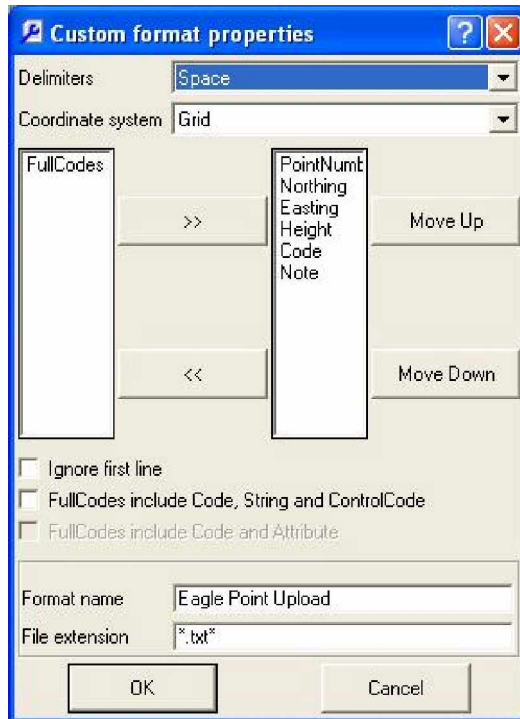 Custom format properties
Delimiters Space
Coordinate system Grid
FullCodes
>>
<<
PointNumb
Northing
Easting
Height
Code
Note
Move Up
Move Down
Ignore first line
FullCodes include Code, String and ControlCode
FullCodes include Code and Attribute
Format name Eagle Point Upload
File extension *.txt*
OK Cancel